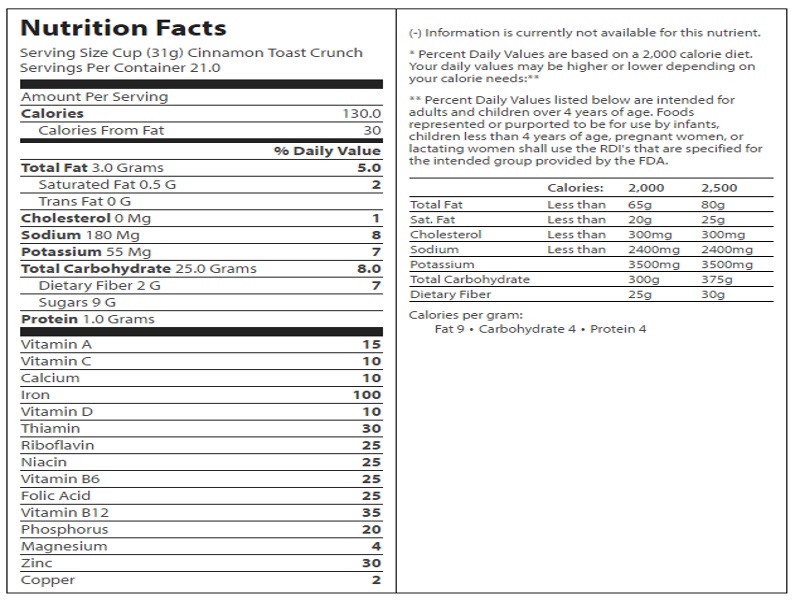 Nutrition Facts
Serving Size Cup (31g) Cinnamon Toast Crunch
Servings Per Container 21.0
Amount Per Serving
Calories 130.0
Calories From Fat 30
% Daily Value
Total Fat 3.0 Grams 5.0
Saturated Fat 0.5 G 2
Trans Fat 0 G
Cholesterol 0 Mg 1
Sodium 180 Mg 8
Potassium 55 Mg 7
Total Carbohydrate 25.0 Grams 8.0
Dietary Fiber 2 G 7
Sugars 9 G
Protein 1.0 Grams
Vitamin A 15
Vitamin C 10
Calcium 10
Iron 100
Vitamin D 10
Thiamin 30
Riboflavin 25
Niacin 25
Vitamin B6 25
Folic Acid 25
Vitamin B12 35
Phosphorus 20
Magnesium 4
Zinc 30
Copper 2
(-) Information is currently not available for this nutrient.
* Percent Daily Values are based on a 2,000 calorie diet.
Your daily values may be higher or lower depending on
your calorie needs:**
** Percent Daily Values listed below are intended for
adults and children over 4 years of age. Foods
represented or purported to be for use by infants,
children less than 4 years of age, pregnant women, or
lactating women shall use the RDI's that are specified for
the intended group provided by the FDA.
Calories: 2,000 2,500
Total Fat Less than 65g 80g
Sat. Fat Less than 20g 25g
Cholesterol Less than 300mg 300mg
Sodium Less than 2400mg 2400mg
Potassium 3500mg 3500mg
Total Carbohydrate 300g 375g
Dietary Fiber 25g 30g
Calories per gram:
Fat 9 • Carbohydrate 4 • Protein 4